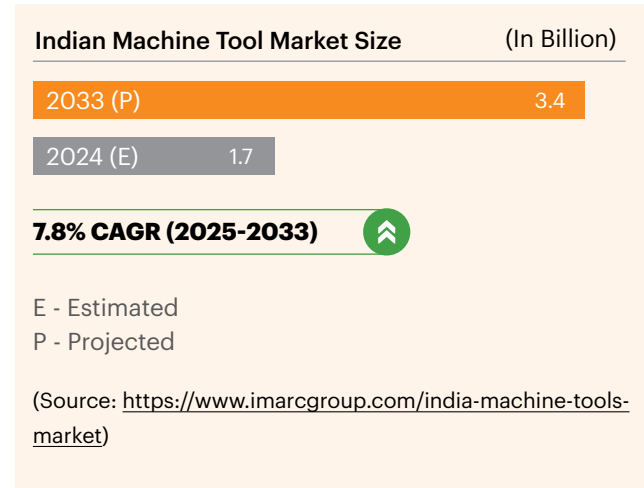 Indian Machine Tool Market Size (In Billion)
2033 (P) 3.4
2024 (E) 1.7
7.8% CAGR (2025-2033)
E - Estimated
P - Projected
(Source: https://www.imarcgroup.com/india-machine-tools-
market)